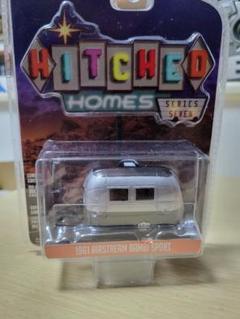 HITCHED
HOMES
SERIES
SEVEN
1961 AIRSTREAM BAMBI SPORT